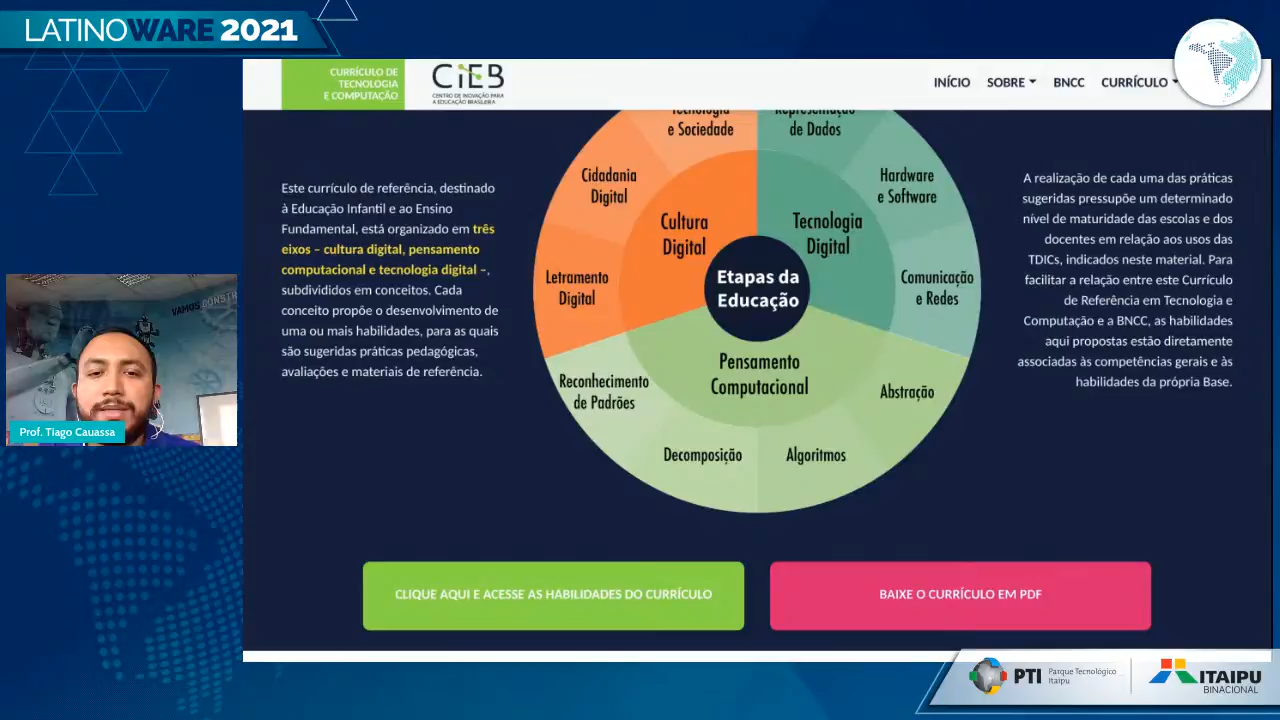 LATINOWARE 2021
CURRÍCULO DE
TECNOLOGIA
E COMPUTAÇÃO
CIEB
CENTRO DE INOVAÇÃO PARA
A EDUCAÇÃO BRASILEIRA
INÍCIO SOBRE BNCC CURRÍCULO
Este currículo de referência, destinado
à Educação Infantil e ao Ensino
Fundamental, está organizado em três
eixos – cultura digital, pensamento
computacional e tecnologia digital –,
subdivididos em conceitos. Cada
conceito propõe o desenvolvimento de
uma ou mais habilidades, para as quais
são sugeridas práticas pedagógicas,
avaliações e materiais de referência.
Tecnologia
e Sociedade
Representação
de Dados
Cidadania
Digital
Hardware
e Software
Cultura
Digital
Tecnologia
Digital
Letramento
Digital
Etapas da
Educação
Comunicação
e Redes
Pensamento
Computacional
Reconhecimento
de Padrões
Abstração
Decomposição
Algoritmos
A realização de cada uma das práticas
sugeridas pressupõe um determinado
nível de maturidade das escolas e dos
docentes em relação aos usos das
TDICs, indicados neste material. Para
facilitar a relação entre este Currículo
de Referência em Tecnologia e
Computação e a BNCC, as habilidades
aqui propostas estão diretamente
associadas às competências gerais e às
habilidades da própria Base.
VAMOS
Prof. Tiago Cauassa
CLIQUE AQUI E ACESSE AS HABILIDADES DO CURRÍCULO
BAIXE O CURRÍCULO EM PDF
PTI
Parque Tecnológico
Itaipu
ITAIPU
BINACIONAL